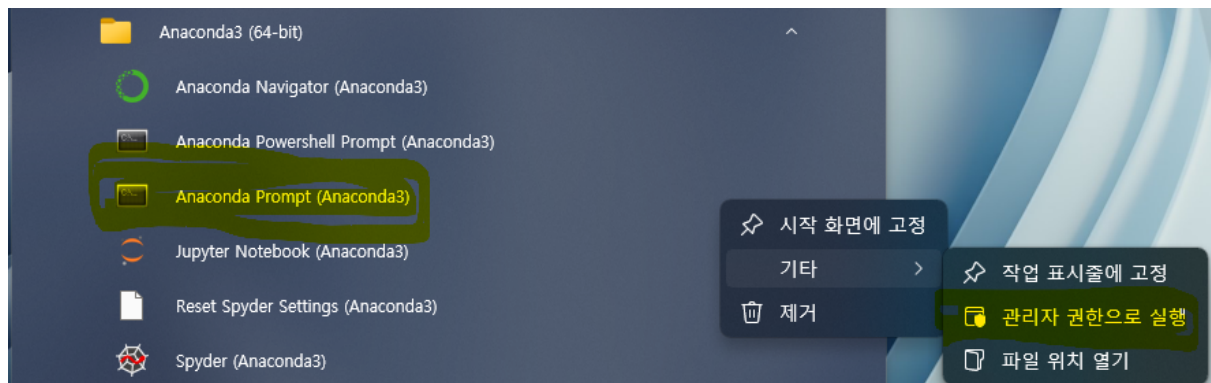 Anaconda3 (64-bit)
Anaconda Navigator (Anaconda3)
Anaconda Powershell Prompt (Anaconda3)
Anaconda Prompt (Anaconda3)
Jupyter Notebook (Anaconda3)
Reset Spyder Settings (Anaconda3)
Spyder (Anaconda3)
시작 화면에 고정
기타
제거
작업 표시줄에 고정
관리자 권한으로 실행
파일 위치 열기